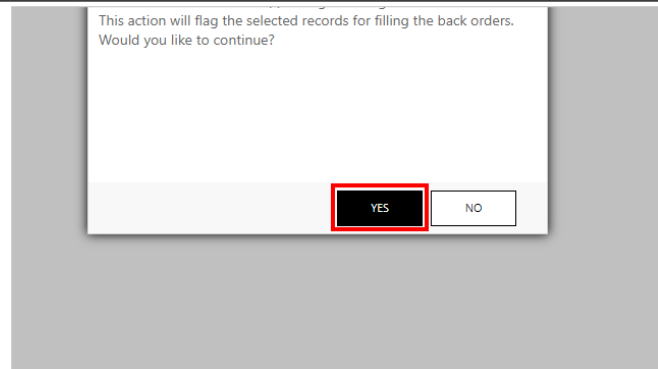 This action will flag the selected records for filling the back orders.
Would you like to continue?
YES
NO